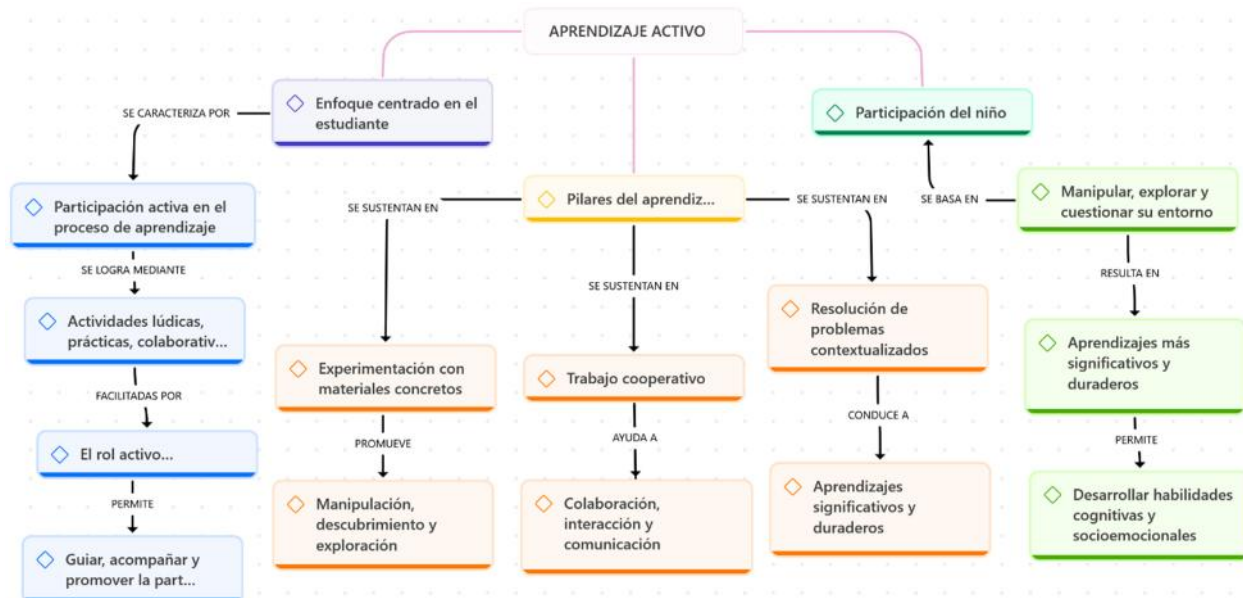 APRENDIZAJE ACTIVO
Enfoque centrado en el
estudiante
SE CARACTERIZA POR
Participación activa en el
proceso de aprendizaje
SE LOGRA MEDIANTE
Actividades lúdicas,
prácticas, colaborativ...
FACILITADAS POR
El rol activo...
PERMITE
Guiar, acompañar y
promover la part...
Pilares del aprendiz...
SE SUSTENTAN EN
Experimentación con
materiales concretos
PROMUEVE
Manipulación,
descubrimiento y
exploración
SE SUSTENTAN EN
Trabajo cooperativo
AYUDA A
Colaboración,
interacción y
comunicación
SE SUSTENTAN EN
Resolución de
problemas
contextualizados
CONDUCE A
Aprendizajes
significativos y
duraderos
Participación del niño
SE BASA EN
Manipular, explorar y
cuestionar su entorno
RESULTA EN
Aprendizajes más
significativos y
duraderos
PERMITE
Desarrollar habilidades
cognitivas y
socioemocionales